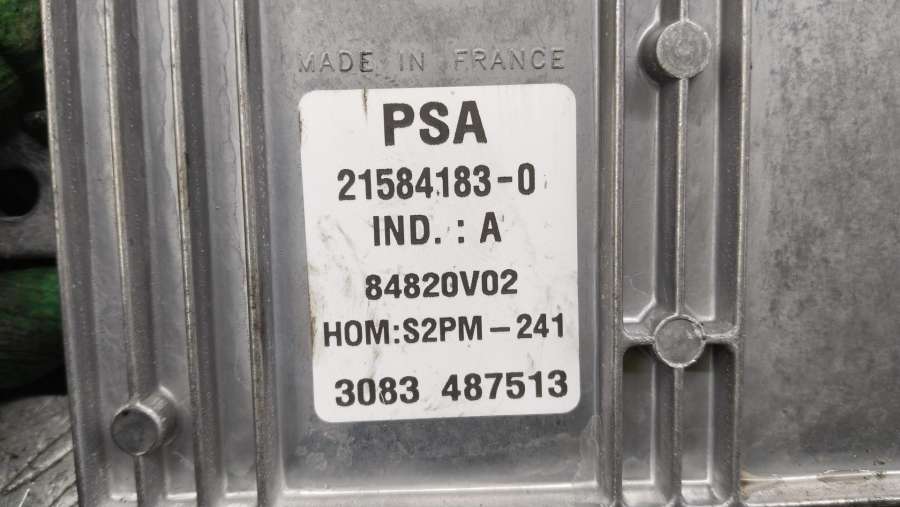 MADE IN FRANCE
PSA
21584183-0
IND. : A
84820V02
HOM:S2PM-241
3083 487513